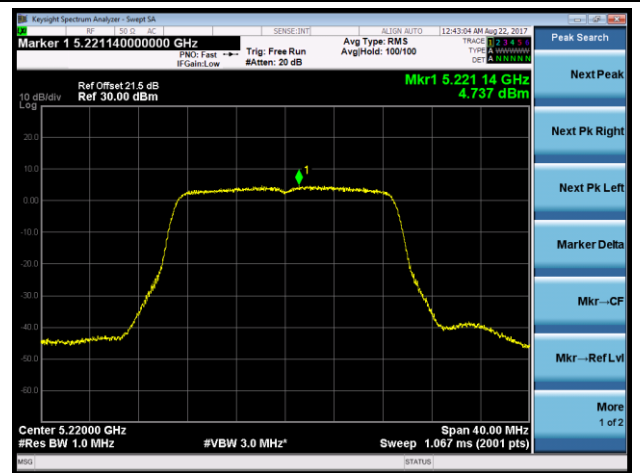 Keysight Spectrum Analyzer - Swept SA
RF 50 Ω AC SENSE:INT ALIGN AUTO 12:43:04 AM Aug 22, 2017
Marker 1 5.221140000000 GHz
PNO: Fast
IFGain:Low
Trig: Free Run
#Atten: 20 dB
Avg Type: RMS
Avg|Hold: 100/100
TRACE 1 2 3 4 5 6
TYPE A WWWWW
DET A N N N N N
Peak Search
Mkr1 5.221 14 GHz
4.737 dBm
Ref Offset 21.5 dB
10 dB/div Ref 30.00 dBm
Log
20.0
10.0
0.00
-10.0
-20.0
-30.0
-40.0
-50.0
-60.0
1
Center 5.22000 GHz Span 40.00 MHz
#Res BW 1.0 MHz #VBW 3.0 MHz* Sweep 1.067 ms (2001 pts)
MSG STATUS
Next Peak
Next Pk Right
Next Pk Left
Marker Delta
Mkr→CF
Mkr→Ref Lvl
More
1 of 2